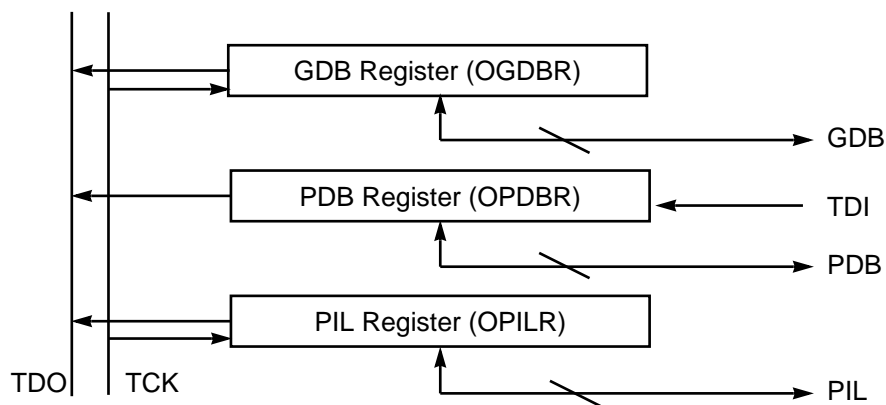 GDB Register (OGDBR)
GDB
PDB Register (OPDBR)
TDI
PDB
PIL Register (OPILR)
TDO
TCK
PIL